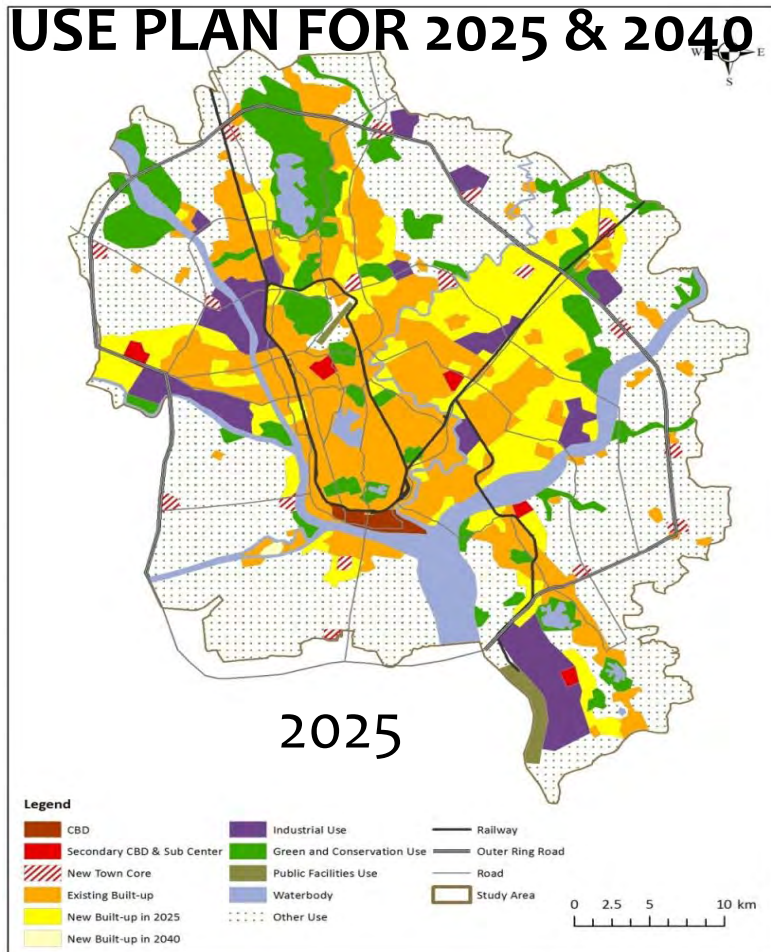 USE PLAN FOR 2025 & 2040
W E
S
2025
Legend
CBD
Secondary CBD & Sub Center
New Town Core
Existing Built-up
New Built-up in 2025
New Built-up in 2040
Industrial Use
Green and Conservation Use
Public Facilities Use
Waterbody
Other Use
Railway
Outer Ring Road
Road
Study Area
0 2.5 5 10 km